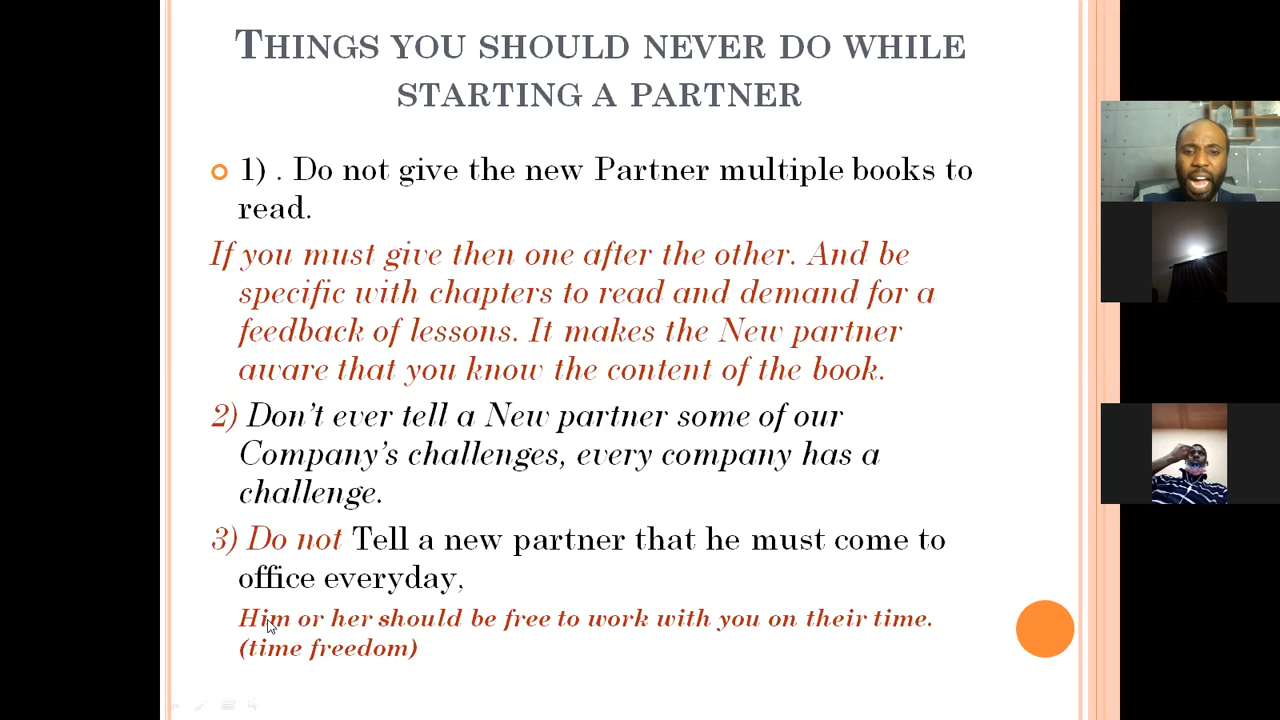 THINGS YOU SHOULD NEVER DO WHILE
STARTING A PARTNER
1) . Do not give the new Partner multiple books to
read.
If you must give then one after the other. And be
specific with chapters to read and demand for a
feedback of lessons. It makes the New partner
aware that you know the content of the book.
2) Don't ever tell a New partner some of our
Company's challenges, every company has a
challenge.
3) Do not Tell a new partner that he must come to
office everyday,
Him or her should be free to work with you on their time.
(time freedom)